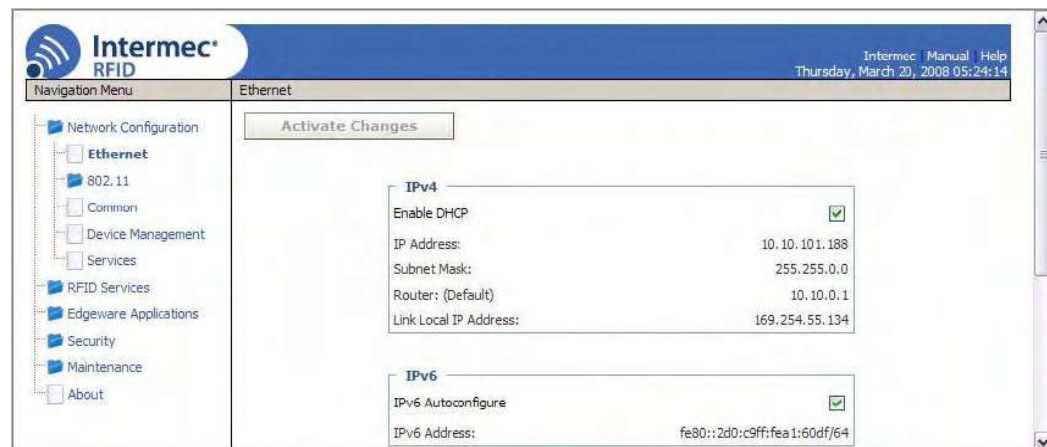 Intermec
RFID
Intermec | Manual | Help
Thursday, March 20, 2008 05:24:14
Navigation Menu
Ethernet
Network Configuration
Ethernet
802.11
Common
Device Management
Services
RFID Services
Edgeware Applications
Security
Maintenance
About
Activate Changes
IPv4
Enable DHCP
IP Address: 10.10.101.188
Subnet Mask: 255.255.0.0
Router: (Default) 10.10.0.1
Link Local IP Address: 169.254.55.134
IPv6
IPv6 Autoconfigure
IPv6 Address: fe80::2d0:c9ff:fea1:60df/64